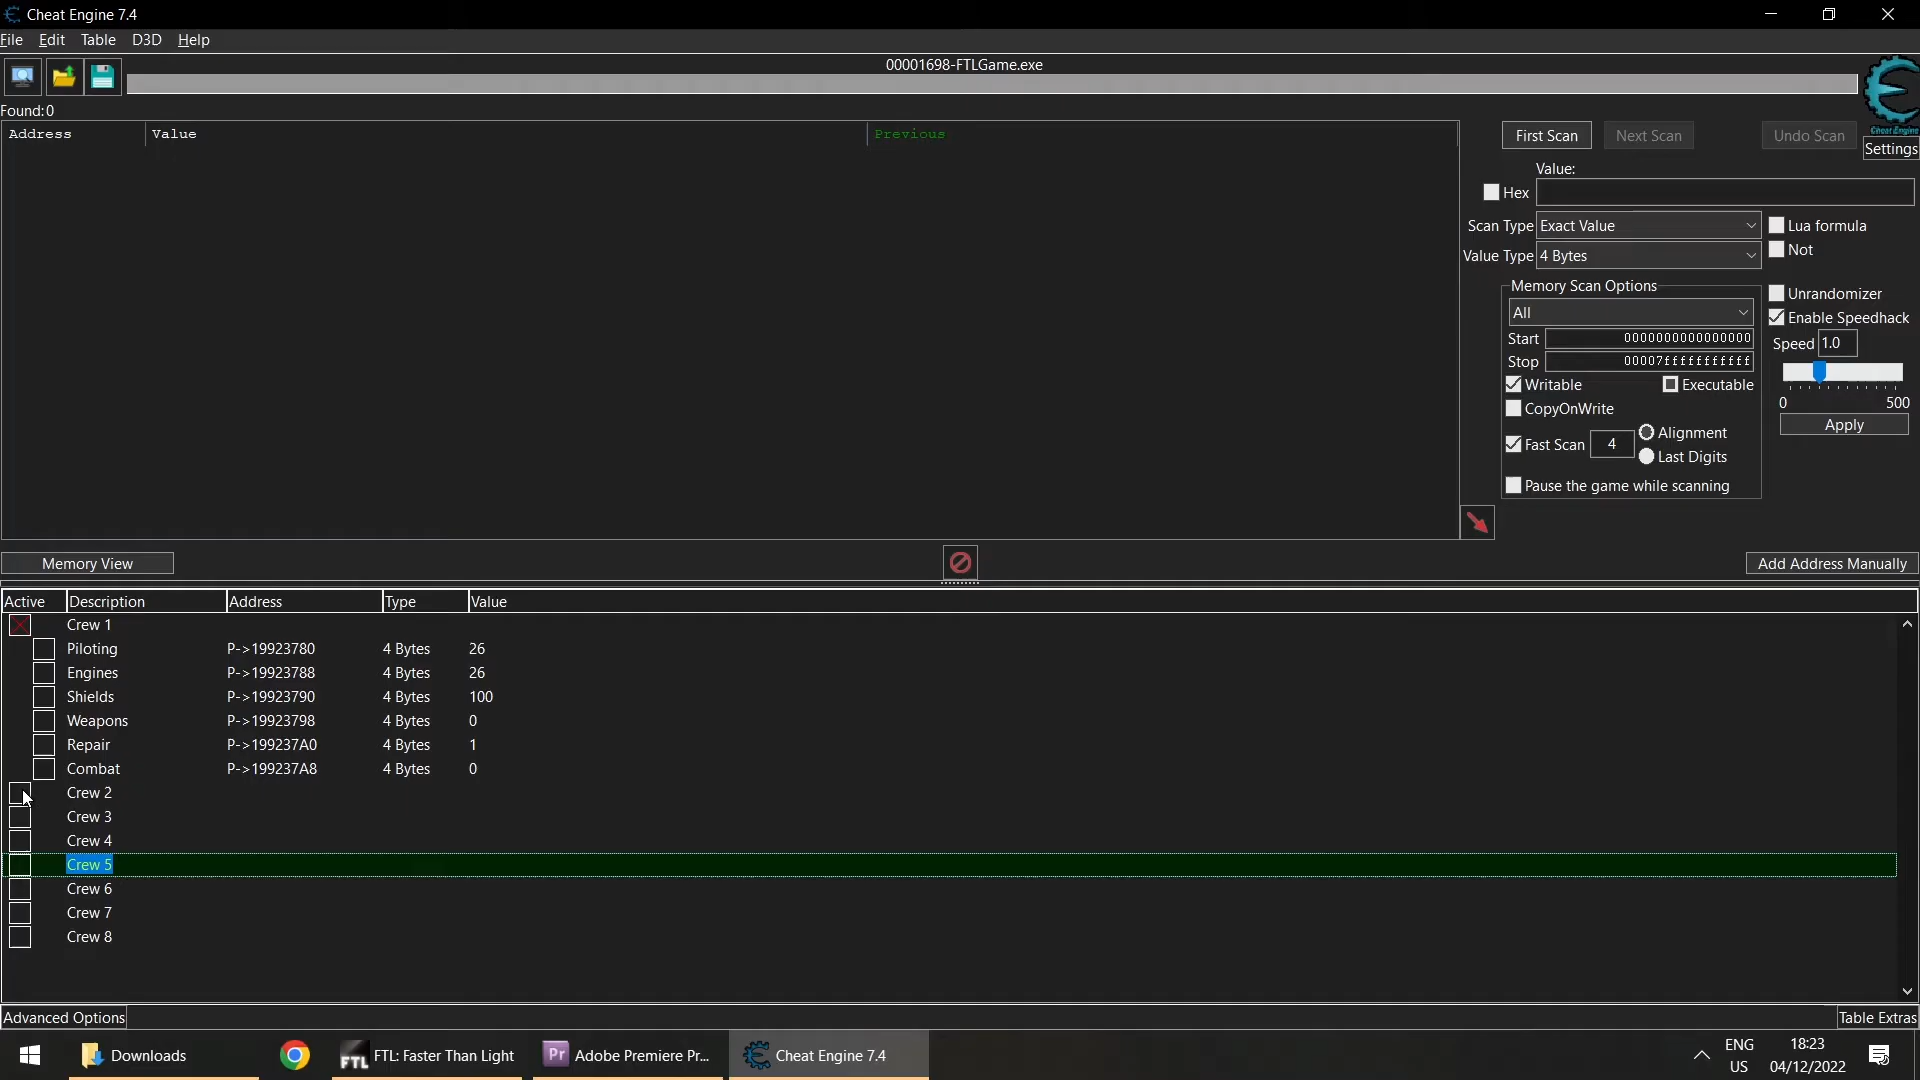 Cheat Engine 7.4
File Edit Table D3D Help
00001698-FTLGame.exe
Found:0
Address Value Previous
First Scan Next Scan Undo Scan
Cheat Engine
Settings
Value:
Hex
Scan Type Exact Value Lua formula
Value Type 4 Bytes Not
Memory Scan Options
All
Unrandomizer
Enable Speedhack
Start 0000000000000000
Speed 1.0
Stop 00007fffffffffff
Writable Executable
CopyOnWrite
0 500
Apply
Fast Scan 4 Alignment
Last Digits
Pause the game while scanning
Memory View Add Address Manually
Active Description Address Type Value
Crew 1
Piloting P->19923780 4 Bytes 26
Engines P->19923788 4 Bytes 26
Shields P->19923790 4 Bytes 100
Weapons P->19923798 4 Bytes 0
Repair P->199237A0 4 Bytes 1
Combat P->199237A8 4 Bytes 0
Crew 2
Crew 3
Crew 4
Crew 5
Crew 6
Crew 7
Crew 8
Advanced Options Table Extras
Downloads FTL FTL: Faster Than Light Pr Adobe Premiere Pr... Cheat Engine 7.4
ENG
US
18:23
04/12/2022